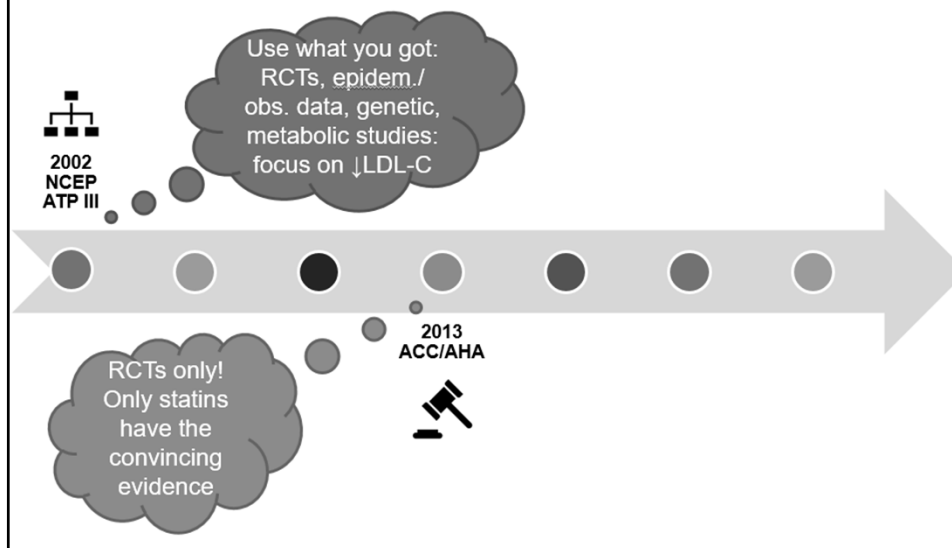 Use what you got:
RCTs, epidem./
obs. data, genetic,
metabolic studies:
focus on ↓LDL-C
2002
NCEP
ATP III
2013
ACC/AHA
RCTs only!
Only statins
have the
convincing
evidence